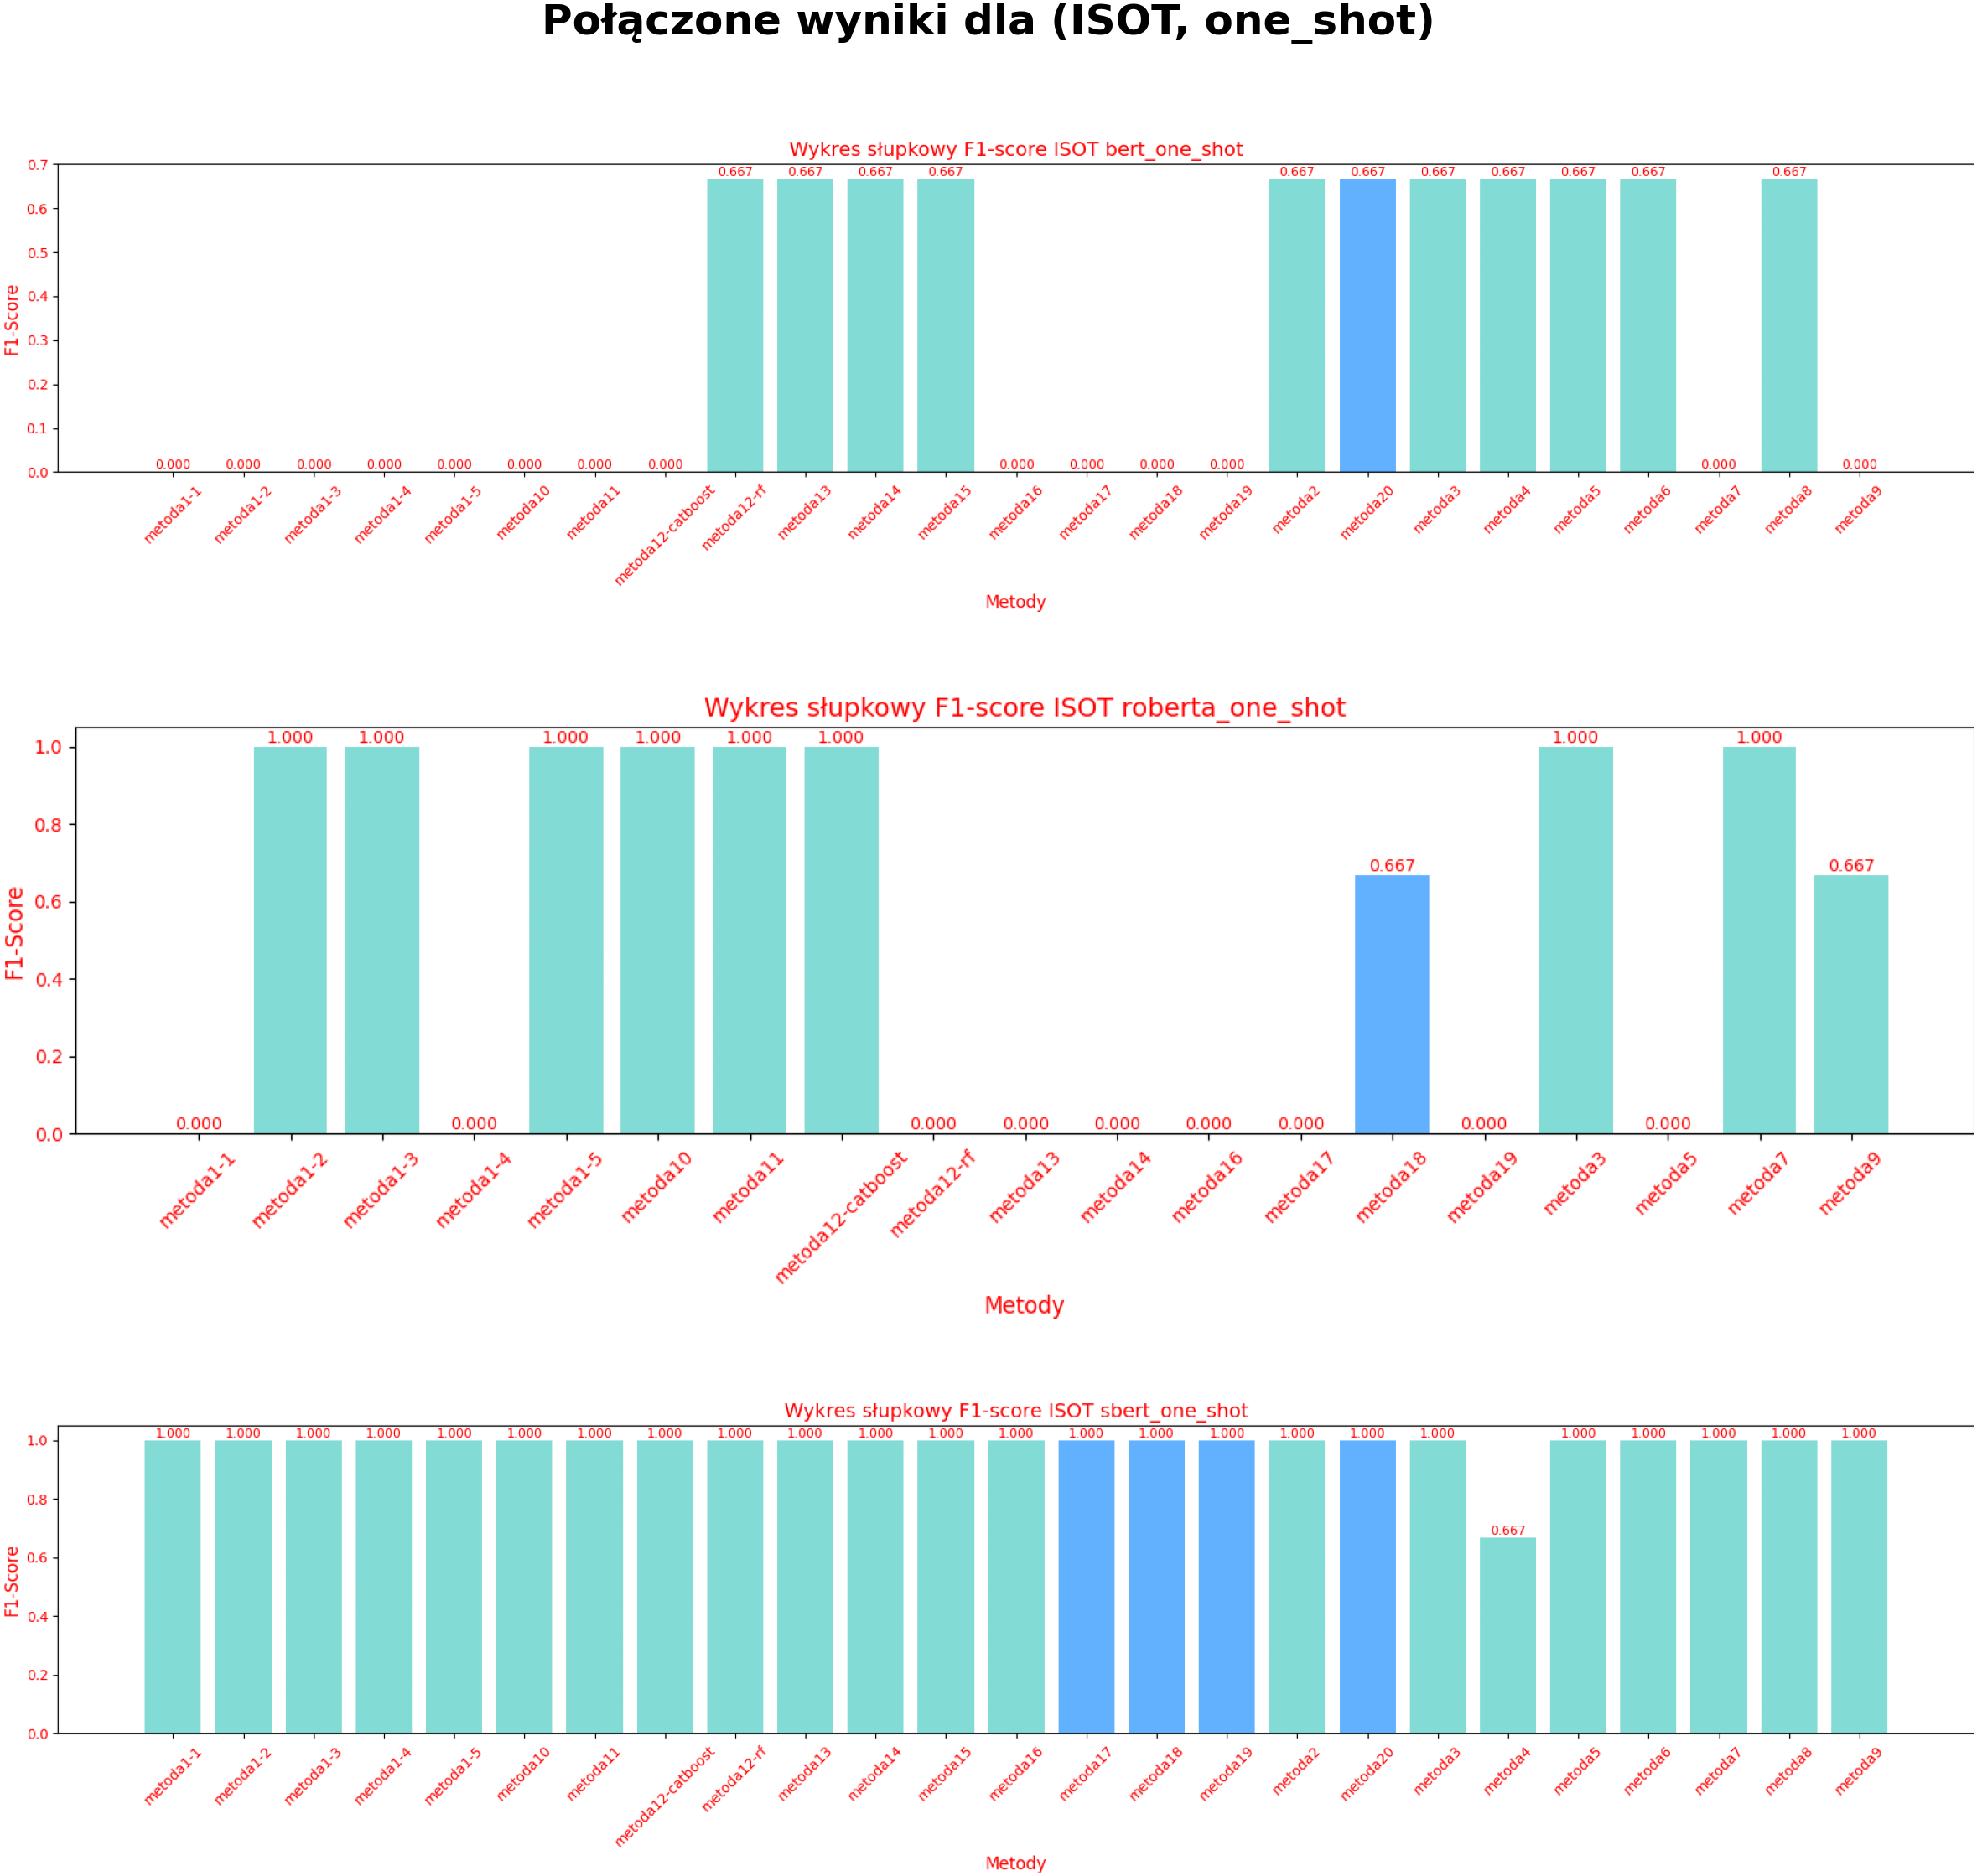 Połączone wyniki dla (ISOT, one_shot)
Wykres słupkowy F1-score ISOT bert_one_shot
F1-Score
0.7
0.6
0.5
0.4
0.3
0.2
0.1
0.0
0.000 0.000 0.000 0.000 0.000 0.000 0.000 0.000 0.667 0.667 0.667 0.667 0.000 0.000 0.000 0.000 0.667 0.667 0.667 0.667 0.667 0.667 0.000 0.667 0.000
metoda1-1 metoda1-2 metoda1-3 metoda1-4 metoda1-5 metoda10 metoda11 metoda12-catboost metoda12-rf metoda13 metoda14 metoda15 metoda16 metoda17 metoda18 metoda19 metoda2 metoda20 metoda3 metoda4 metoda5 metoda6 metoda7 metoda8 metoda9
Metody
Wykres słupkowy F1-score ISOT roberta_one_shot
F1-Score
1.0
0.8
0.6
0.4
0.2
0.0
0.000 1.000 1.000 0.000 1.000 1.000 1.000 1.000 0.000 0.000 0.000 0.000 0.000 0.667 0.000 1.000 0.000 1.000 0.667
metoda1-1 metoda1-2 metoda1-3 metoda1-4 metoda1-5 metoda10 metoda11 metoda12-catboost metoda12-rf metoda13 metoda14 metoda16 metoda17 metoda18 metoda19 metoda3 metoda5 metoda7 metoda9
Metody
Wykres słupkowy F1-score ISOT sbert_one_shot
F1-Score
1.0
0.8
0.6
0.4
0.2
0.0
1.000 1.000 1.000 1.000 1.000 1.000 1.000 1.000 1.000 1.000 1.000 1.000 1.000 1.000 1.000 1.000 1.000 1.000 1.000 0.667 1.000 1.000 1.000 1.000 1.000
metoda1-1 metoda1-2 metoda1-3 metoda1-4 metoda1-5 metoda10 metoda11 metoda12-catboost metoda12-rf metoda13 metoda14 metoda15 metoda16 metoda17 metoda18 metoda19 metoda2 metoda20 metoda3 metoda4 metoda5 metoda6 metoda7 metoda8 metoda9
Metody